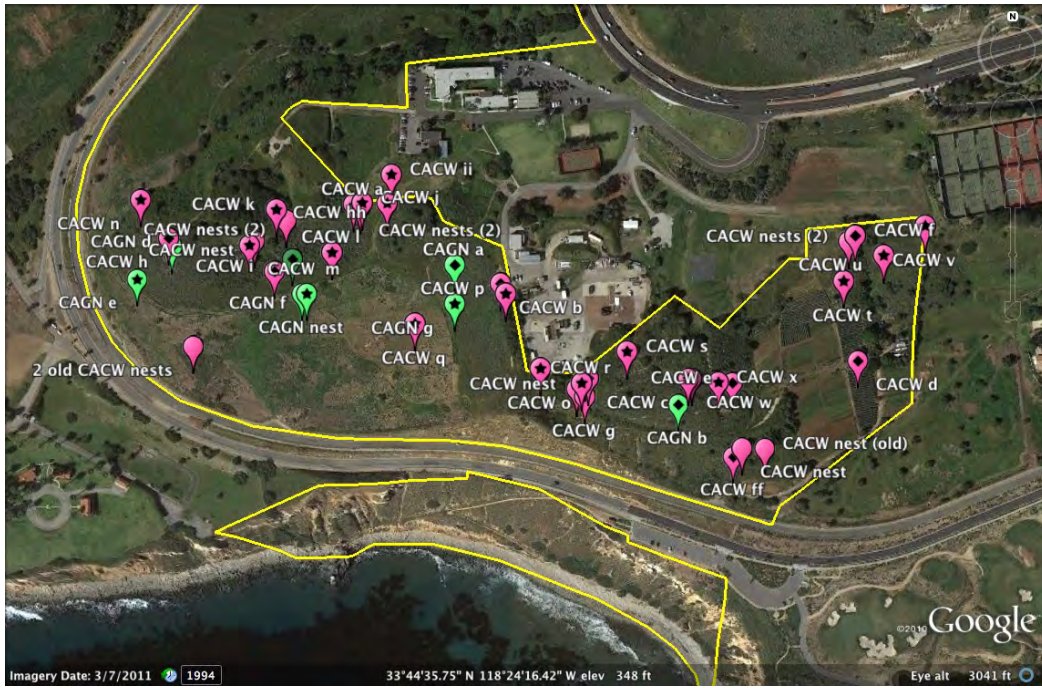 N
CACW ii
CACW a
CACW j
CACW k
CACW hh
CACW n
CACW nests (2)
CACW nests (2)
CACW nests (2)
CACW f
CAGN d
CACW nest
CACW l
CAGN a
CACW h
CACW i
CACW m
CACW u
CACW v
CACW p
CAGN e
CAGN f
CACW b
CACW t
CAGN nest
CAGN g
CACW q
CACW s
2 old CACW nests
CACW r
CACW nest
CACW e
CACW x
CACW d
CACW o
CACW c
CACW w
CACW g
CAGN b
CACW nest (old)
CACW nest
CACW ff
©2010 Google
Imagery Date: 3/7/2011
1994
33°44'35.75" N 118°24'16.42" W elev 348 ft
Eye alt 3041 ft